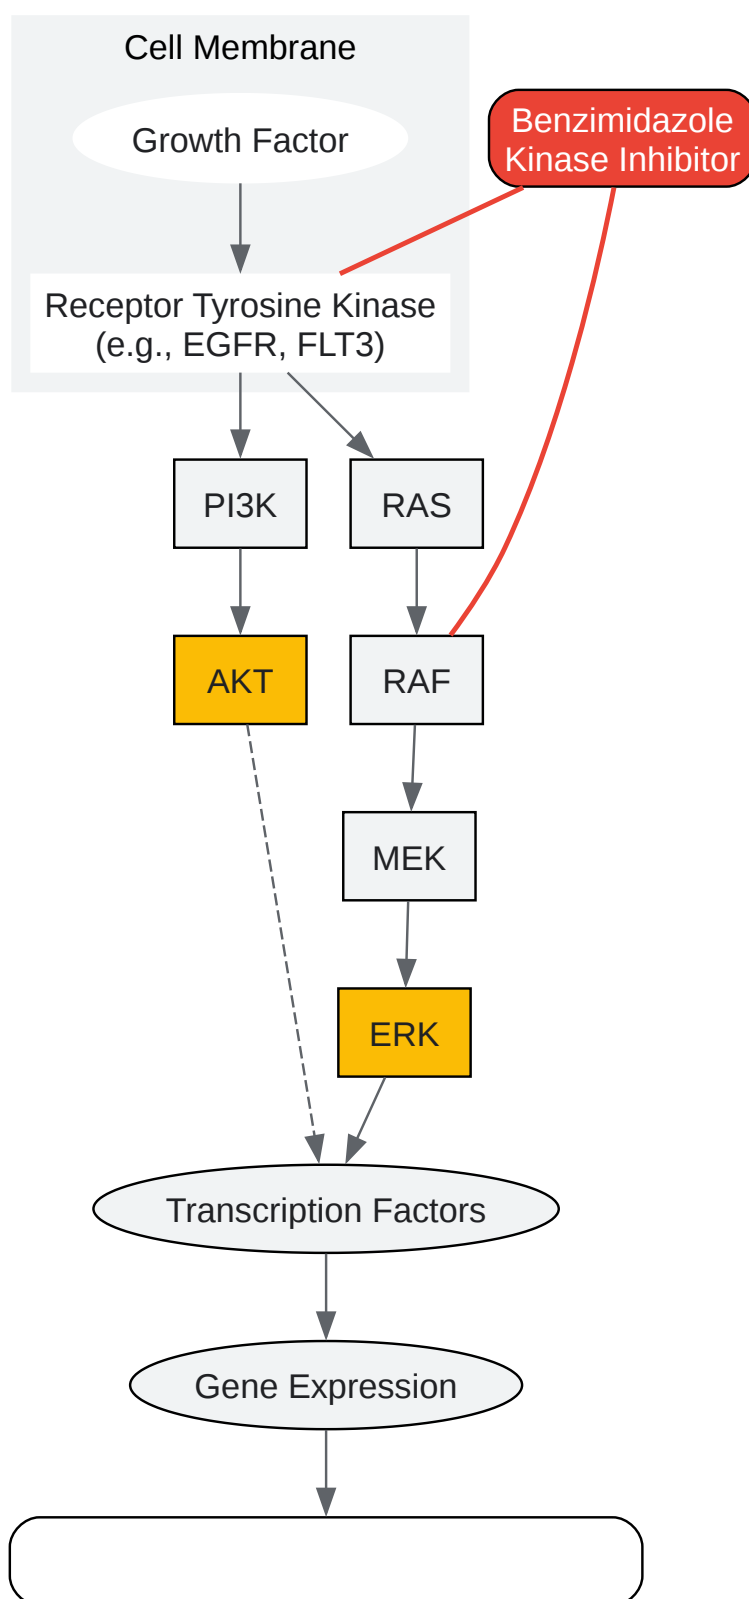 Cell Membrane
Growth Factor
Benzimidazole
Kinase Inhibitor
Receptor Tyrosine Kinase
(e.g., EGFR, FLT3)
PI3K
RAS
AKT
RAF
MEK
ERK
Transcription Factors
Gene Expression